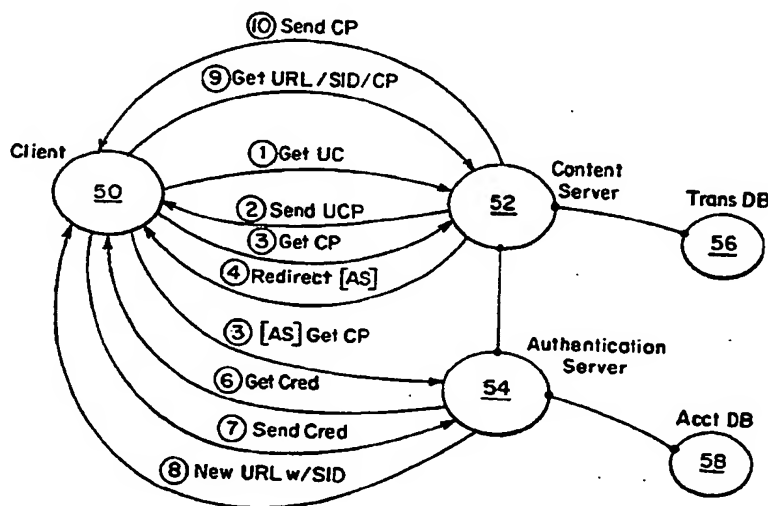 ⑩ Send CP
⑨ Get URL/SID/CP
Client
① Get UC
50
52
Content
Server
Trans DB
56
② Send UCP
③ Get CP
④ Redirect [AS]
③ [AS] Get CP
Authentication
Server
54
⑥ Get Cred
⑦ Send Cred
Acct DB
58
⑧ New URL w/SID